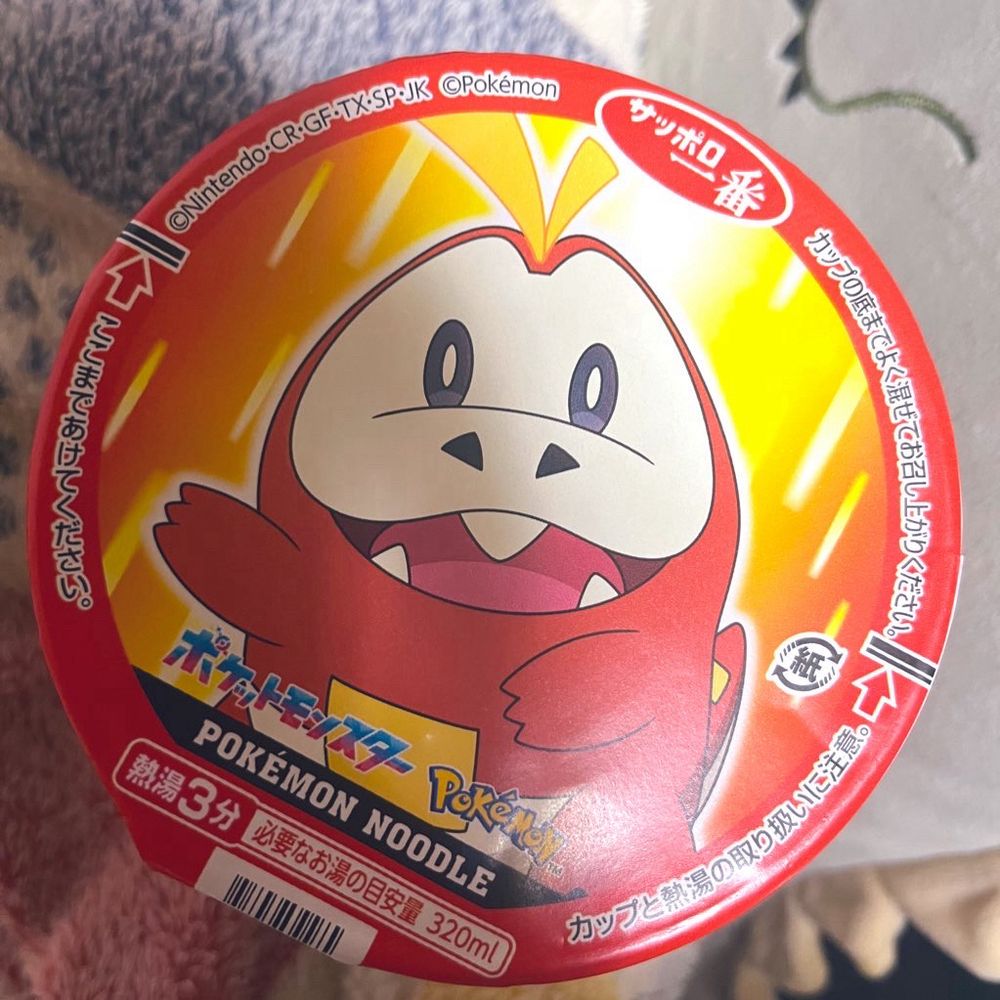 ©Nintendo・CR・GF・TX・SP・JK ©Pokémon
サッポロ
一番
カップの底までよく混ぜてお召し上がりください。
ここまであけてください。
紙
ポケットモンスター
POKÉMON NOODLE
POKÉMON
TM
熱湯3分
必要なお湯の目安量 320ml
カップと熱湯の取り扱いに注意。